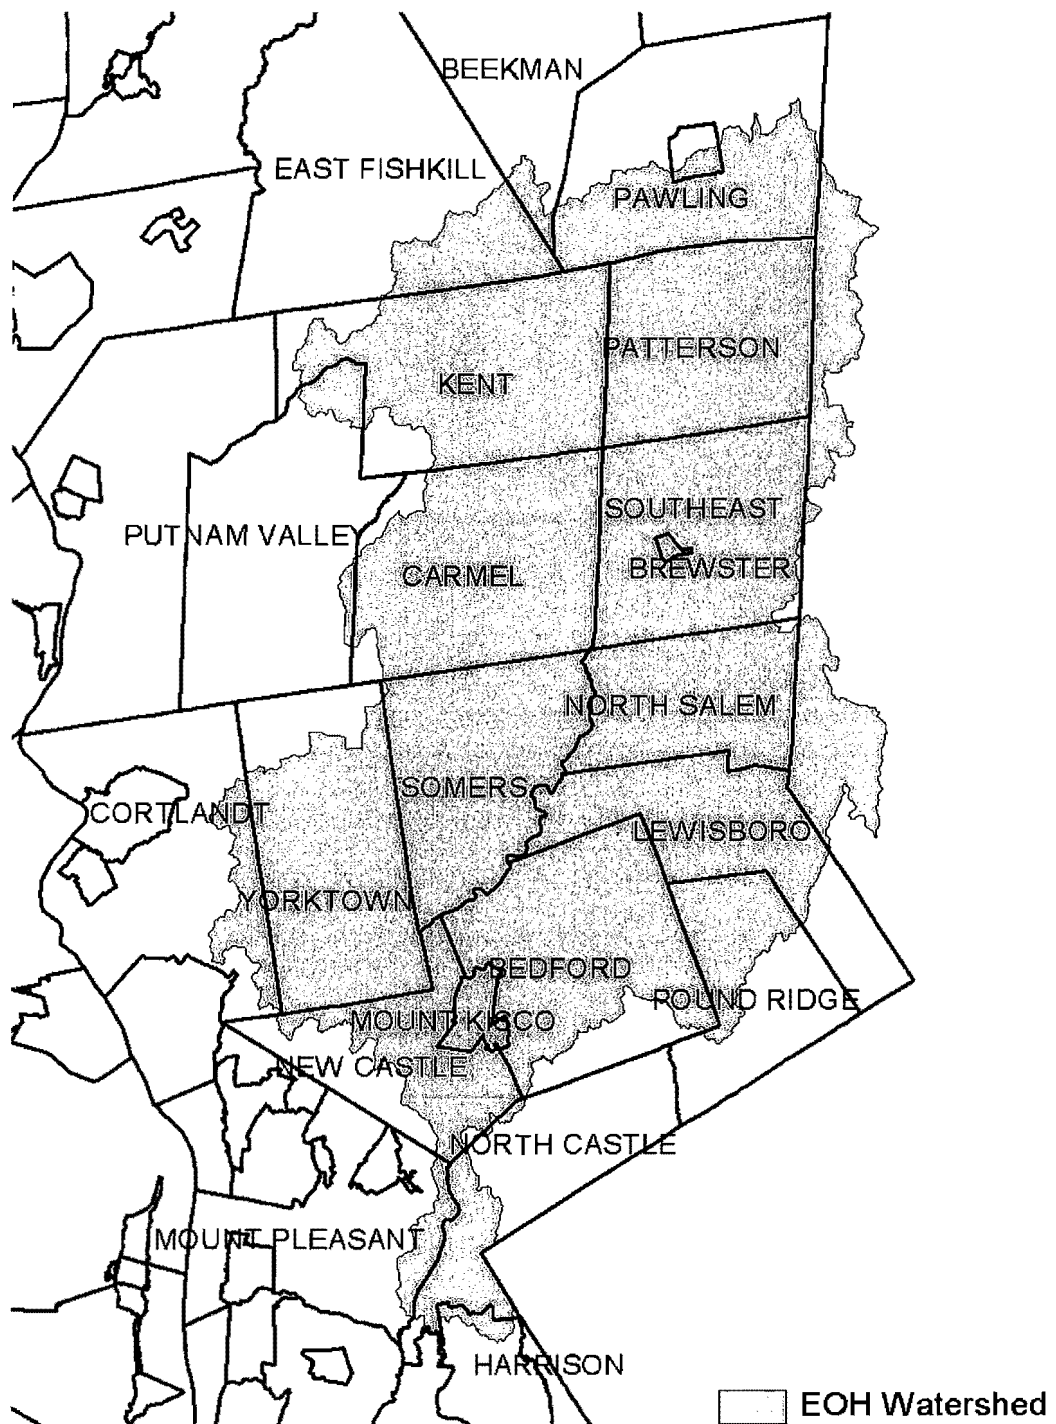 BEEKMAN
EAST FISHKILL
PAWLING
PATTERSON
KENT
SOUTHEAST
PUTNAM VALLEY
BREWSTER
CARMEL
NORTH SALEM
SOMERS
CORTLANDT
LEWISBORO
YORKTOWN
BEDFORD
POUND RIDGE
MOUNT KISCO
NEW CASTLE
NORTH CASTLE
MOUNT PLEASANT
HARRISON
EOH Watershed